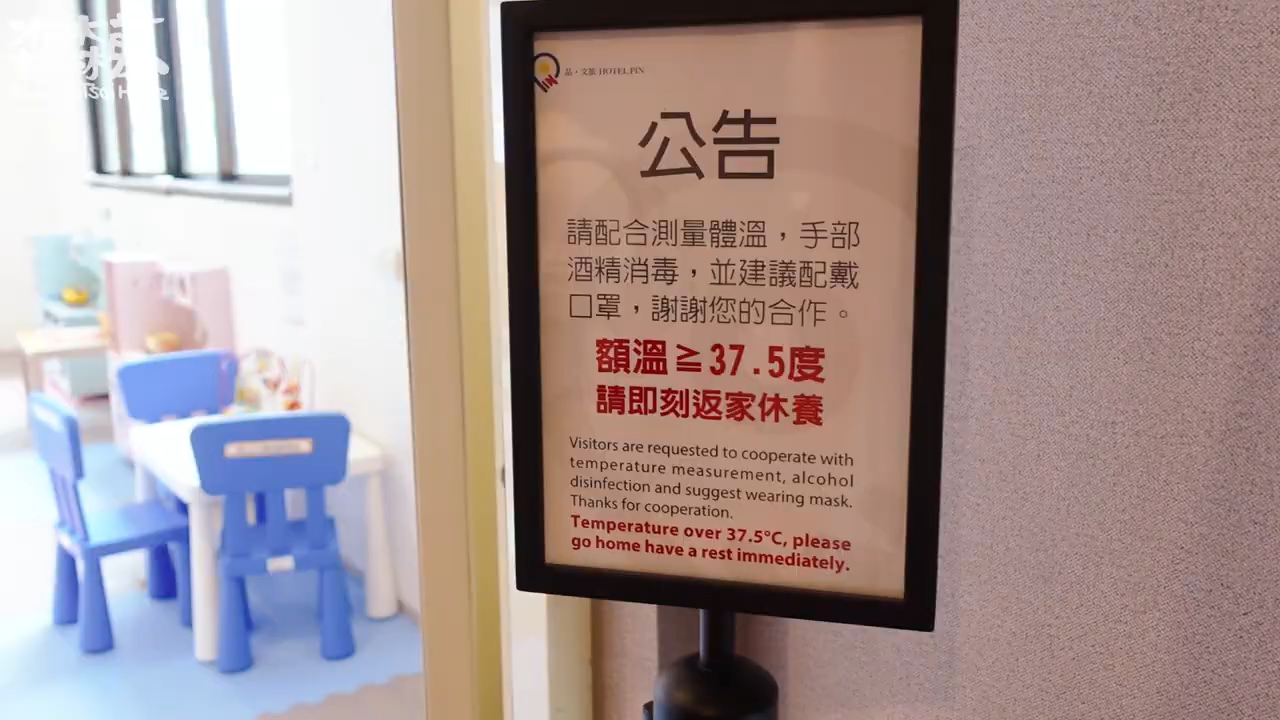 品·文旅 HOTEL PIN
公告
請配合測量體溫，手部
酒精消毒，並建議配戴
口罩，謝謝您的合作。
額溫≧37.5度
請即刻返家休養
Visitors are requested to cooperate with
temperature measurement, alcohol
disinfection and suggest wearing mask.
Thanks for cooperation.
Temperature over 37.5°C, please
go home have a rest immediately.